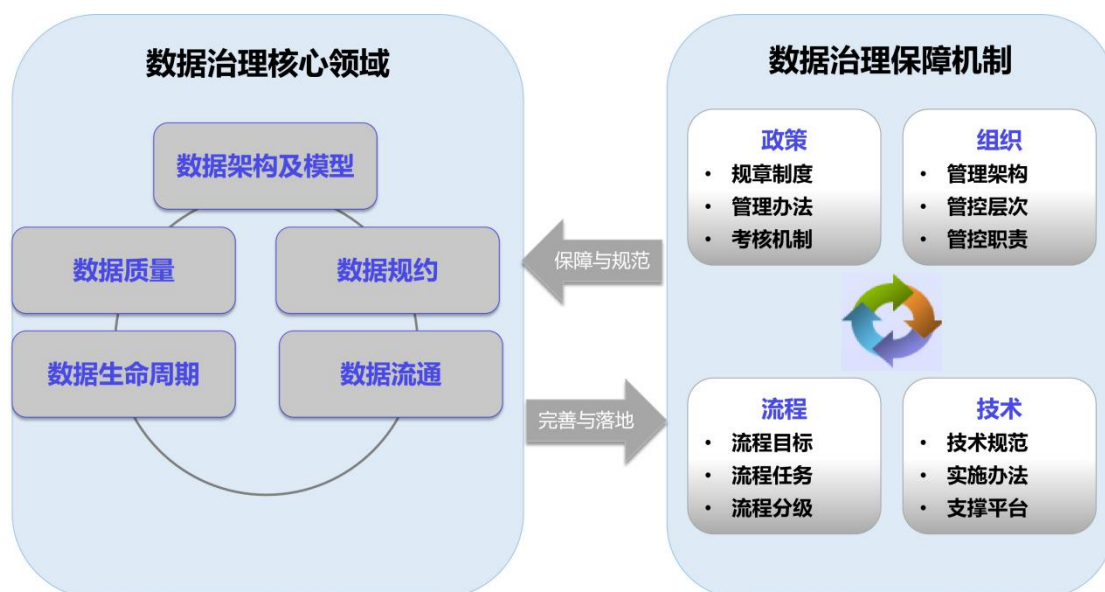 数据治理核心领域
数据架构及模型
数据质量
数据规约
数据生命周期
数据流通
保障与规范
完善与落地
数据治理保障机制
政策
• 规章制度
• 管理办法
• 考核机制
组织
• 管理架构
• 管控层次
• 管控职责
流程
• 流程目标
• 流程任务
• 流程分级
技术
• 技术规范
• 实施办法
• 支撑平台